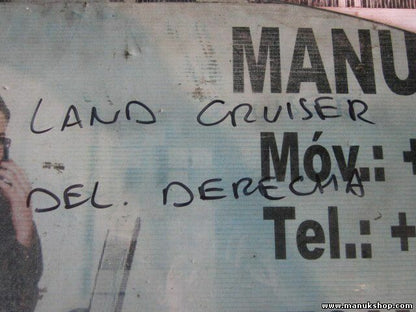 MANU
LAND CRUISER
Móv.: +
DEL. DERECHA
Tel.: +
www.manukshop.com